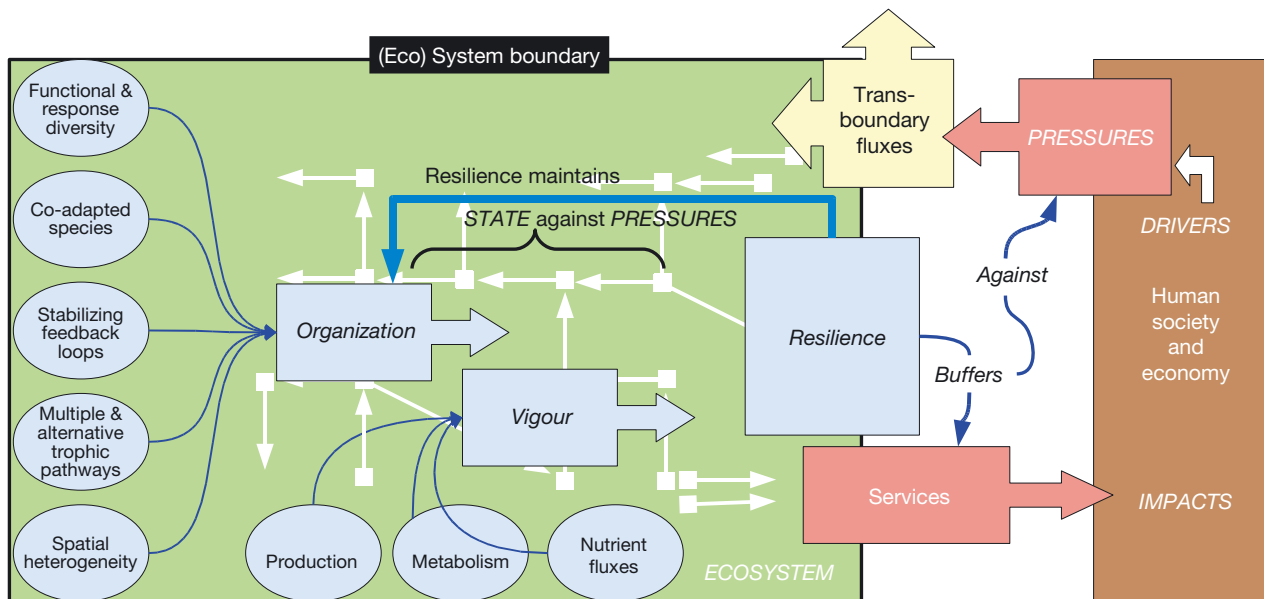 (Eco) System boundary
Functional &
response
diversity
Co-adapted
species
Stabilizing
feedback
loops
Multiple &
alternative
trophic
pathways
Spatial
heterogeneity
Resilience maintains
STATE against PRESSURES
Organization
Vigour
Production
Metabolism
Nutrient
fluxes
ECOSYSTEM
Resilience
Trans-
boundary
fluxes
PRESSURES
DRIVERS
Against
Buffers
Human
society
and
economy
Services
IMPACTS